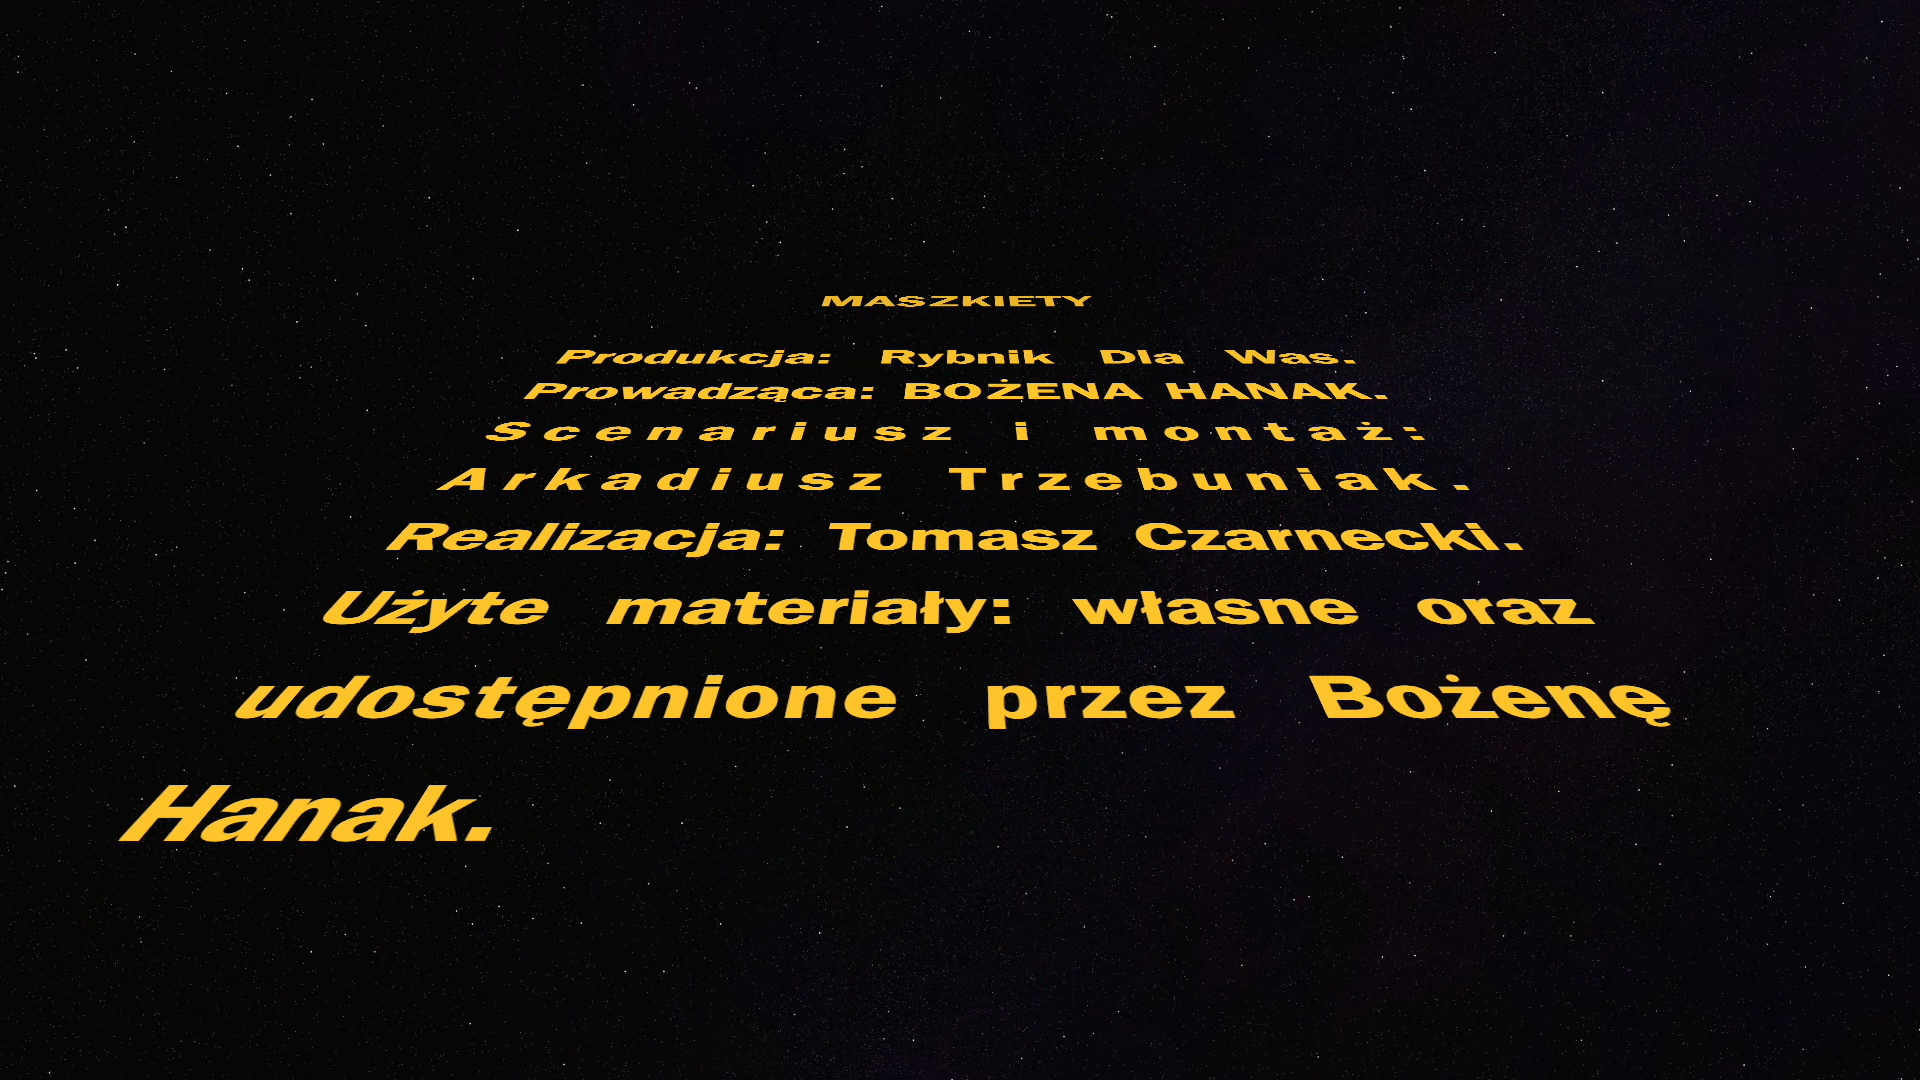 MASZKIETY
Produkcja: Rybnik Dla Was.
Prowadząca: BOŻENA HANAK.
Scenariusz i montaż:
Arkadiusz Trzebuniak.
Realizacja: Tomasz Czarnecki.
Użyte materiały: własne oraz
udostępnione przez Bożenę
Hanak.